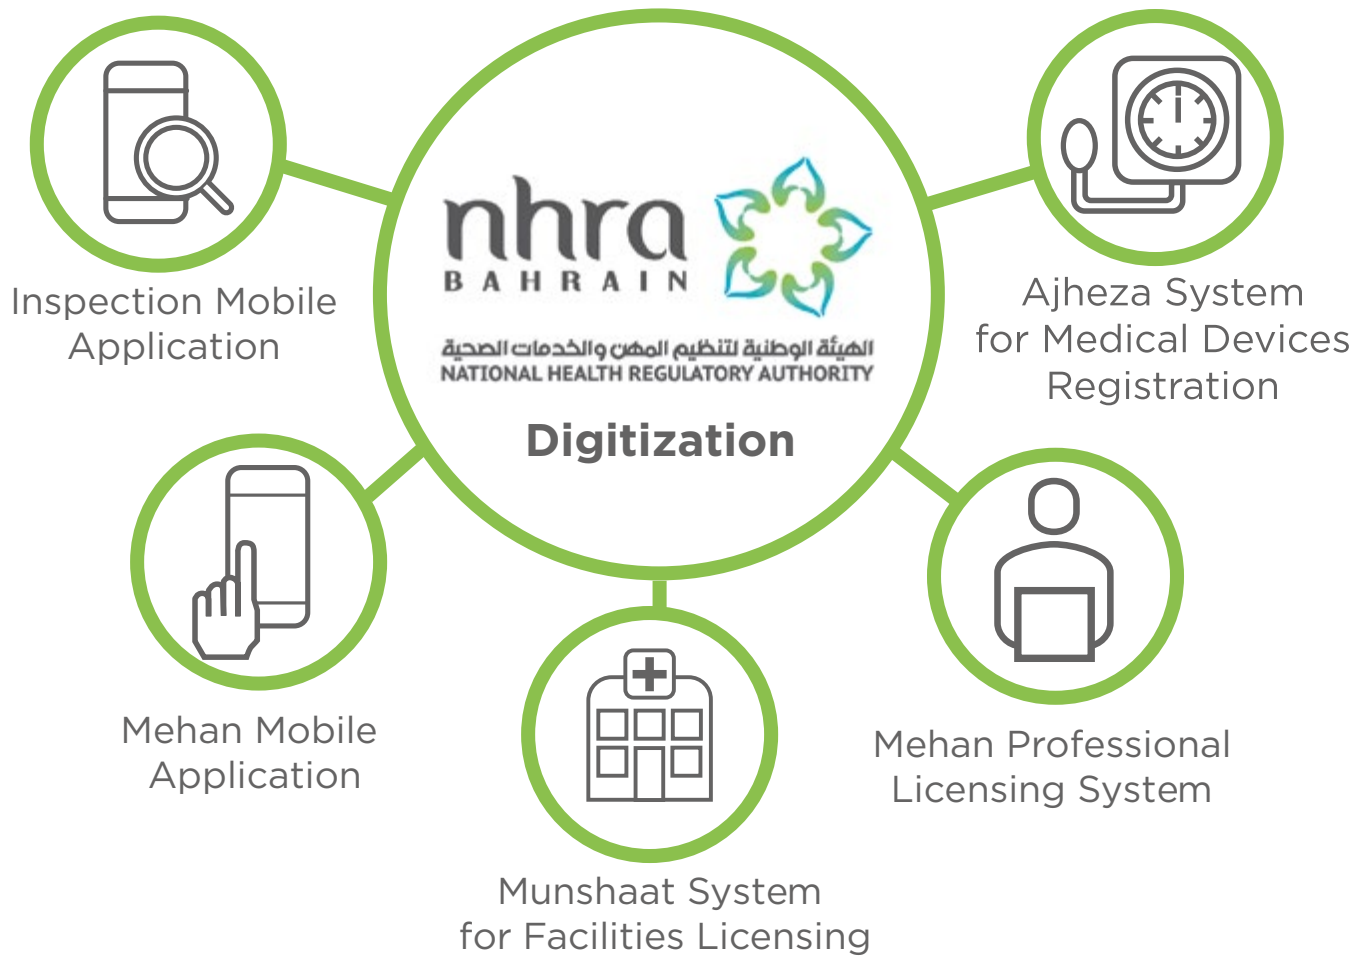 nhra
BAHRAIN
الهيئة الوطنية لتنظيم المهن والخدمات الصحية
NATIONAL HEALTH REGULATORY AUTHORITY
Digitization
Inspection Mobile
Application
Ajheza System
for Medical Devices
Registration
Mehan Mobile
Application
Mehan Professional
Licensing System
Munshaat System
for Facilities Licensing